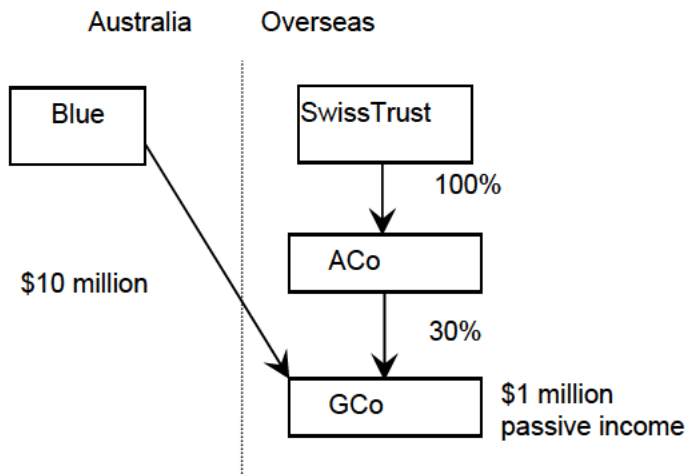 Australia
Overseas
Blue
SwissTrust
100%
ACo
$10 million
30%
GCo
$1 million
passive income